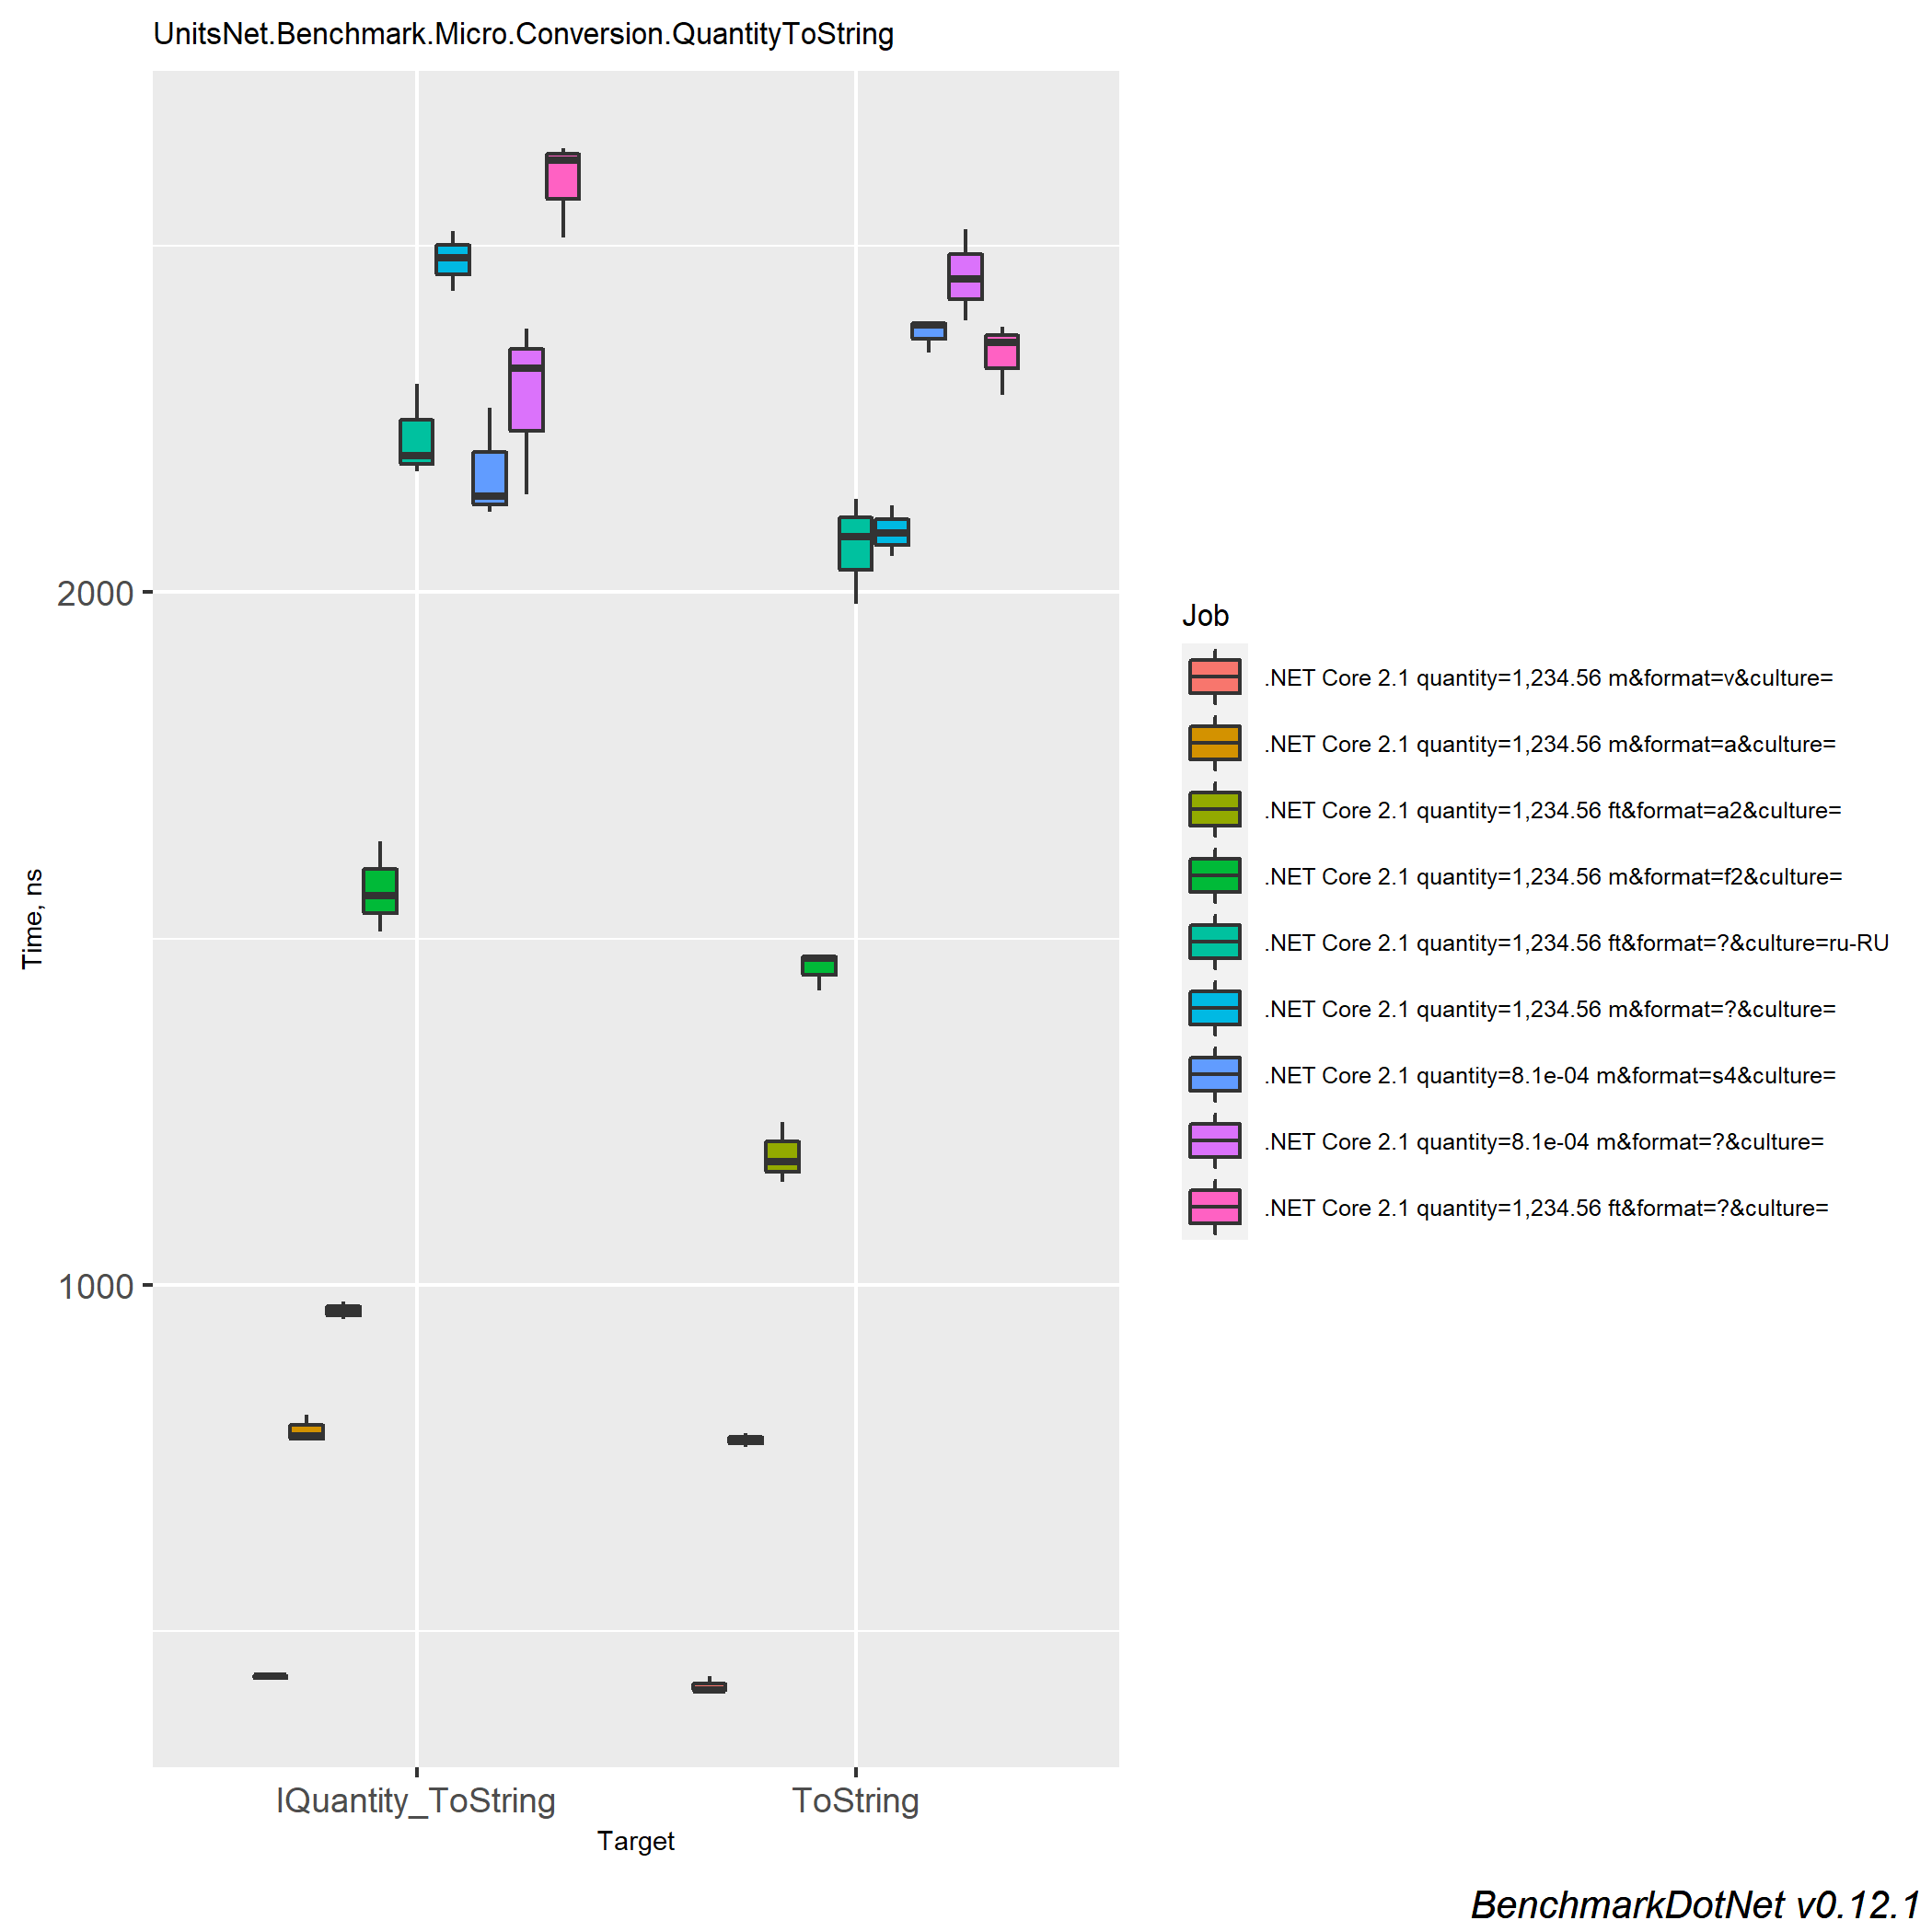 UnitsNet.Benchmark.Micro.Conversion.QuantityToString
2000
1000
Time, ns
IQuantity_ToString
ToString
Target
Job
.NET Core 2.1 quantity=1,234.56 m&format=v&culture=
.NET Core 2.1 quantity=1,234.56 m&format=a&culture=
.NET Core 2.1 quantity=1,234.56 ft&format=a2&culture=
.NET Core 2.1 quantity=1,234.56 m&format=f2&culture=
.NET Core 2.1 quantity=1,234.56 ft&format=?&culture=ru-RU
.NET Core 2.1 quantity=1,234.56 m&format=?&culture=
.NET Core 2.1 quantity=8.1e-04 m&format=s4&culture=
.NET Core 2.1 quantity=8.1e-04 m&format=?&culture=
.NET Core 2.1 quantity=1,234.56 ft&format=?&culture=
BenchmarkDotNet v0.12.1